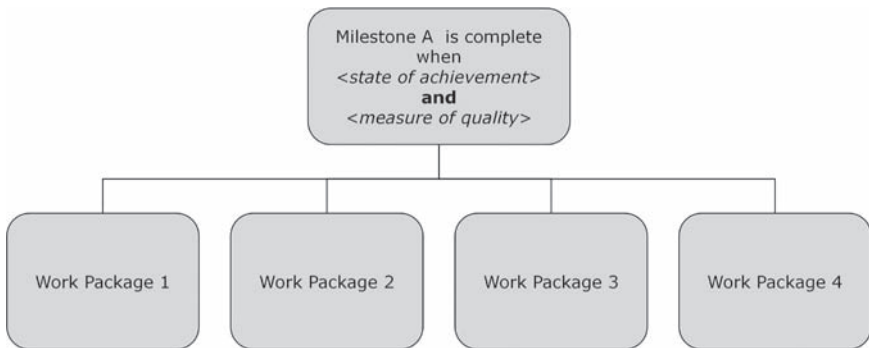 Milestone A is complete
when
<state of achievement>
and
<measure of quality>
Work Package 1
Work Package 2
Work Package 3
Work Package 4